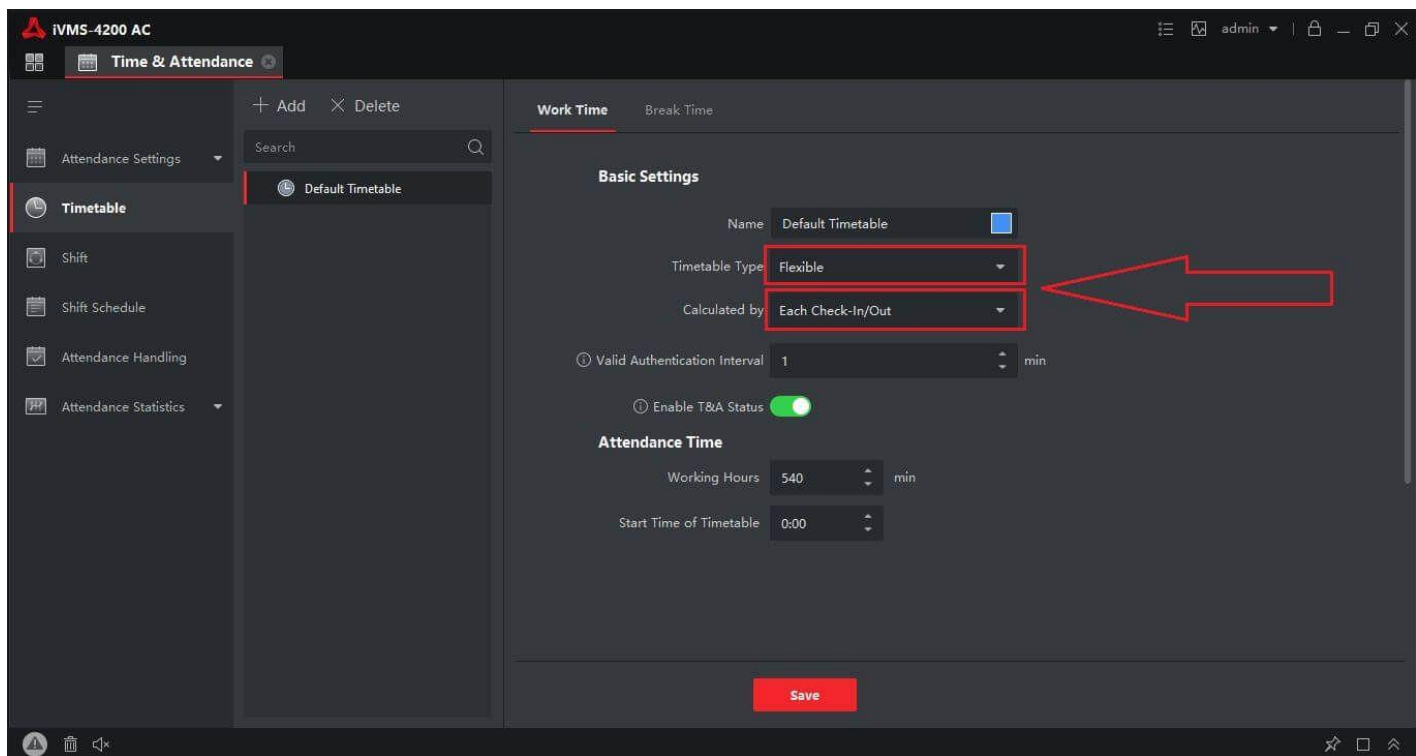 iVMS-4200 AC
admin
Time & Attendance
Add Delete
Search
Default Timetable
Attendance Settings
Timetable
Shift
Shift Schedule
Attendance Handling
Attendance Statistics
Work Time Break Time
Basic Settings
Name Default Timetable
Timetable Type Flexible
Calculated by Each Check-In/Out
Valid Authentication Interval 1 min
Enable T&A Status
Attendance Time
Working Hours 540 min
Start Time of Timetable 0:00
Save